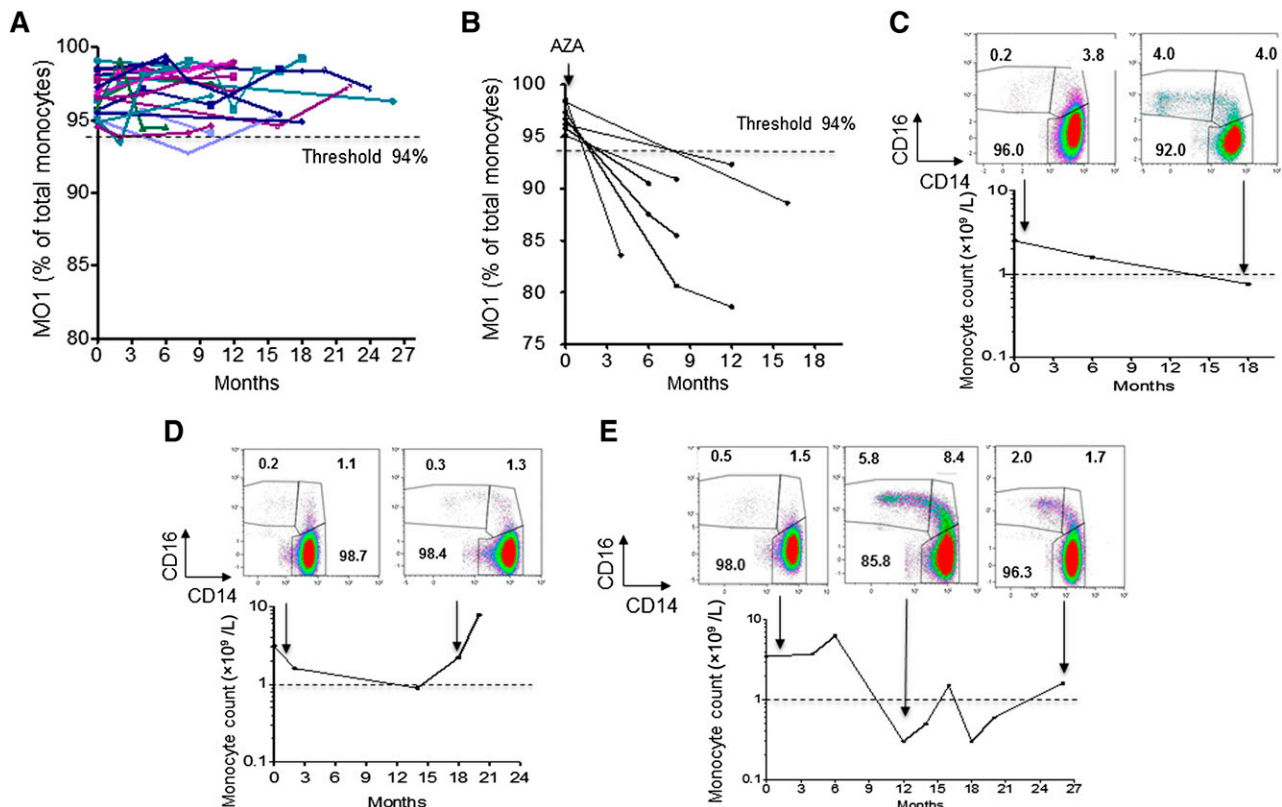 A
MO1 (% of total monocytes)
100
95
90
85
80
Threshold 94%
0 3 6 9 12 15 18 21 24 27
Months
B
AZA
MO1 (% of total monocytes)
100
95
90
85
80
75
Threshold 94%
0 3 6 9 12 15 18
Months
C
0.2 3.8
96.0
4.0 4.0
92.0
CD16
CD14
Monocyte count (×10⁹/L)
10
1
0.1
0 3 6 9 12 15 18
Months
D
0.2 1.1
98.7
0.3 1.3
98.4
CD16
CD14
Monocyte count (×10⁹/L)
10
1
0.1
0 3 6 9 12 15 18 21 24
Months
E
0.5 1.5
98.0
5.8 8.4
85.8
2.0 1.7
96.3
CD16
CD14
Monocyte count (×10⁹/L)
10
1
0.1
0 3 6 9 12 15 18 21 24 27
Months